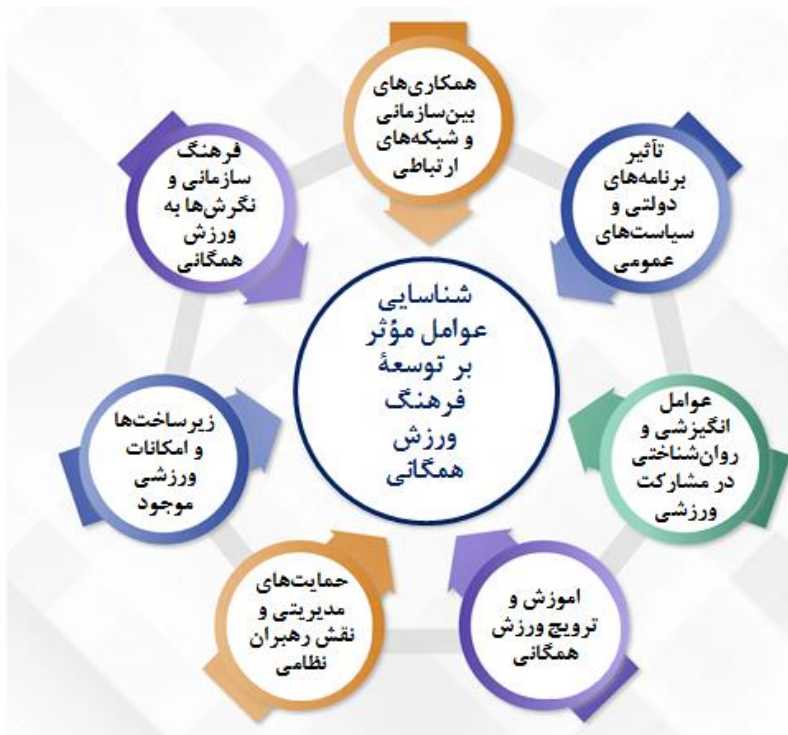 همکاری‌های
بین‌سازمانی
و شبکه‌های
ارتباطی
تأثیر
برنامه‌های
دولتی و
سیاست‌های
عمومی
عوامل
انگیزشی و
روان‌شناختی
در مشارکت
ورزشی
اموزش و
ترویج ورزش
همگانی
حمایت‌های
مدیریتی و
نقش رهبران
نظامی
زیرساخت‌ها
و امکانات
ورزشی
موجود
فرهنگ
سازمانی و
نگرش‌ها به
ورزش
همگانی
شناسایی
عوامل مؤثر
بر توسعهٔ
فرهنگ
ورزش
همگانی